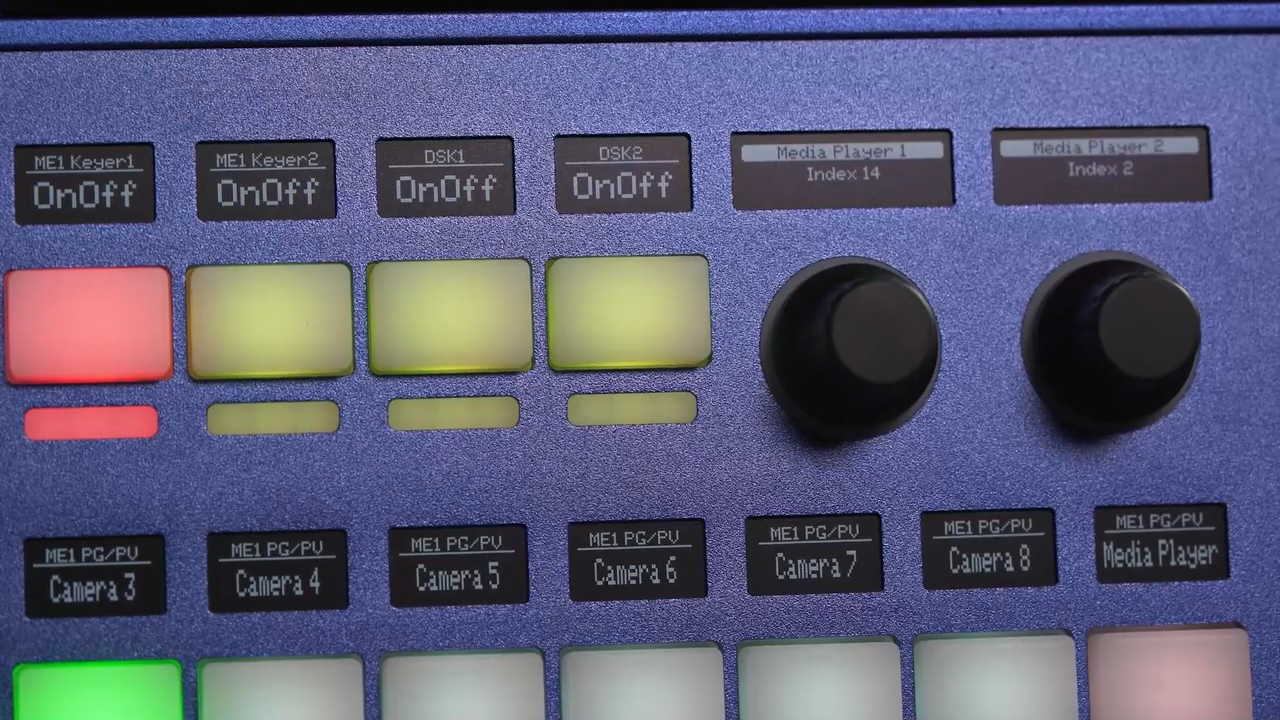 ME1 Keyer1
OnOff
ME1 Keyer2
OnOff
DSK1
OnOff
DSK2
OnOff
Media Player 1
Index 14
Media Player 2
Index 2
ME1 PG/PV
Camera 3
ME1 PG/PV
Camera 4
ME1 PG/PV
Camera 5
ME1 PG/PV
Camera 6
ME1 PG/PV
Camera 7
ME1 PG/PV
Camera 8
ME1 PG/PV
Media Player